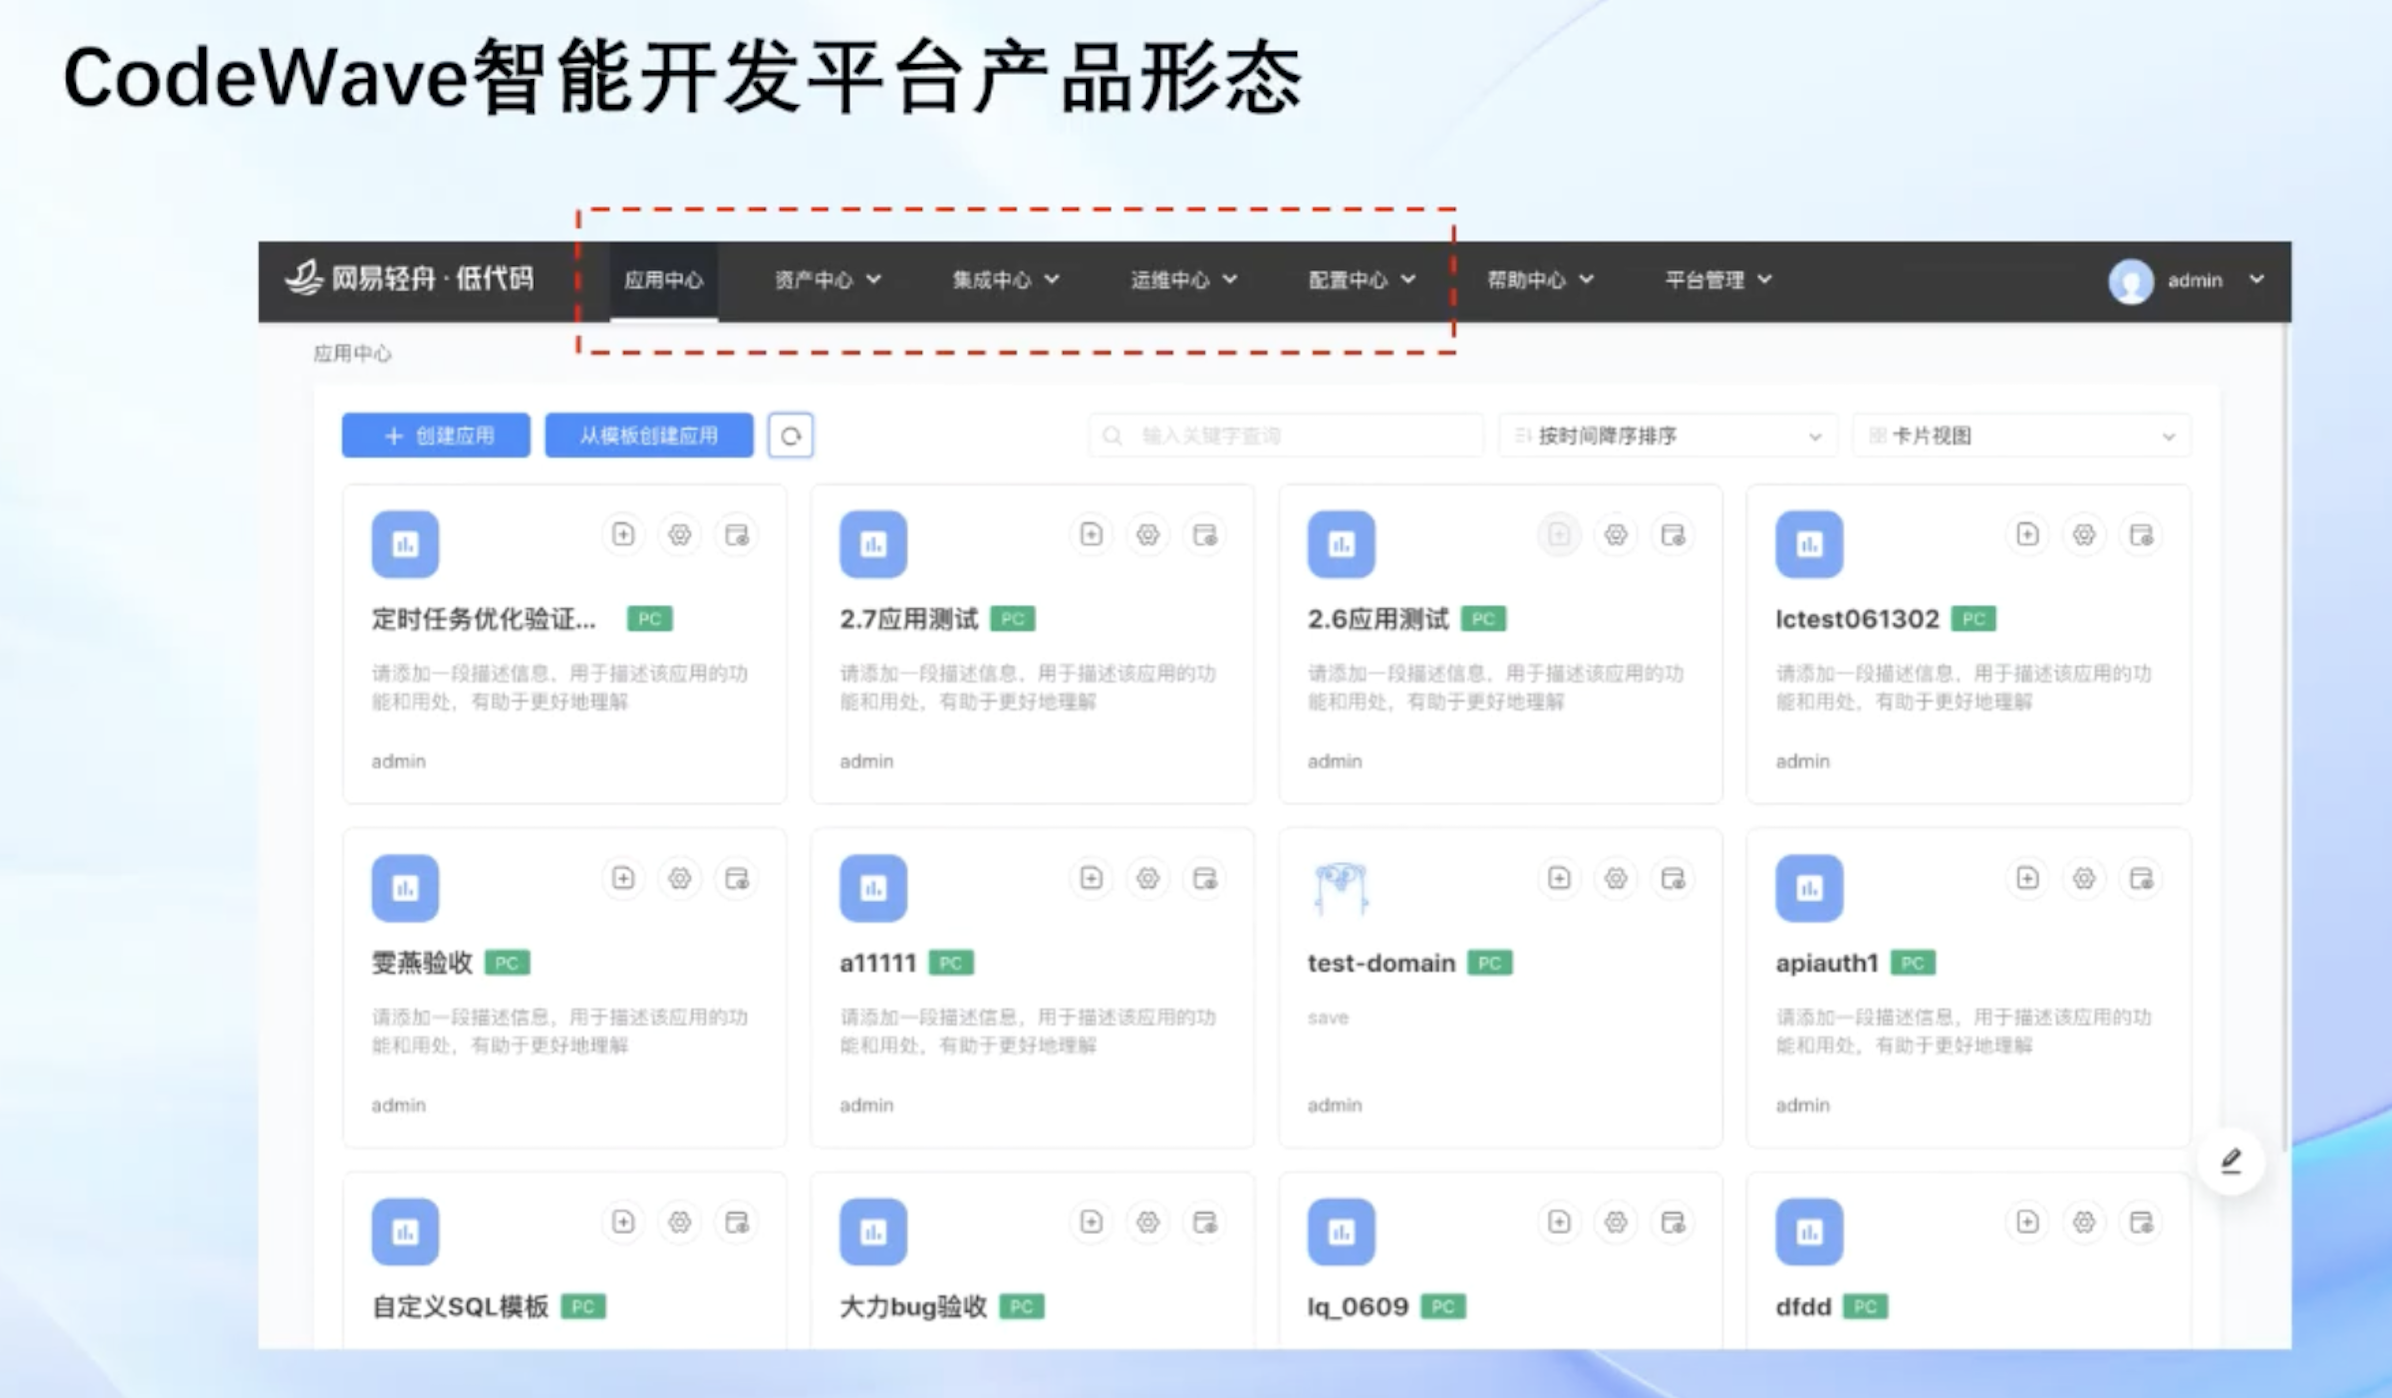 CodeWave智能开发平台产品形态
网易轻舟·低代码 应用中心 资产中心 集成中心 运维中心 配置中心 帮助中心 平台管理 admin
应用中心
+ 创建应用 从模板创建应用 输入关键字查询 按时间降序排序 卡片视图
定时任务优化验证... PC
请添加一段描述信息，用于描述该应用的功
能和用处，有助于更好地理解
admin
2.7应用测试 PC
请添加一段描述信息，用于描述该应用的功
能和用处，有助于更好地理解
admin
2.6应用测试 PC
请添加一段描述信息，用于描述该应用的功
能和用处，有助于更好地理解
admin
lctest061302 PC
请添加一段描述信息，用于描述该应用的功
能和用处，有助于更好地理解
admin
雯燕验收 PC
请添加一段描述信息，用于描述该应用的功
能和用处，有助于更好地理解
admin
a11111 PC
请添加一段描述信息，用于描述该应用的功
能和用处，有助于更好地理解
admin
test-domain PC
save
admin
apiauth1 PC
请添加一段描述信息，用于描述该应用的功
能和用处，有助于更好地理解
admin
自定义SQL模板 PC
大力bug验收 PC
lq_0609 PC
dfdd PC